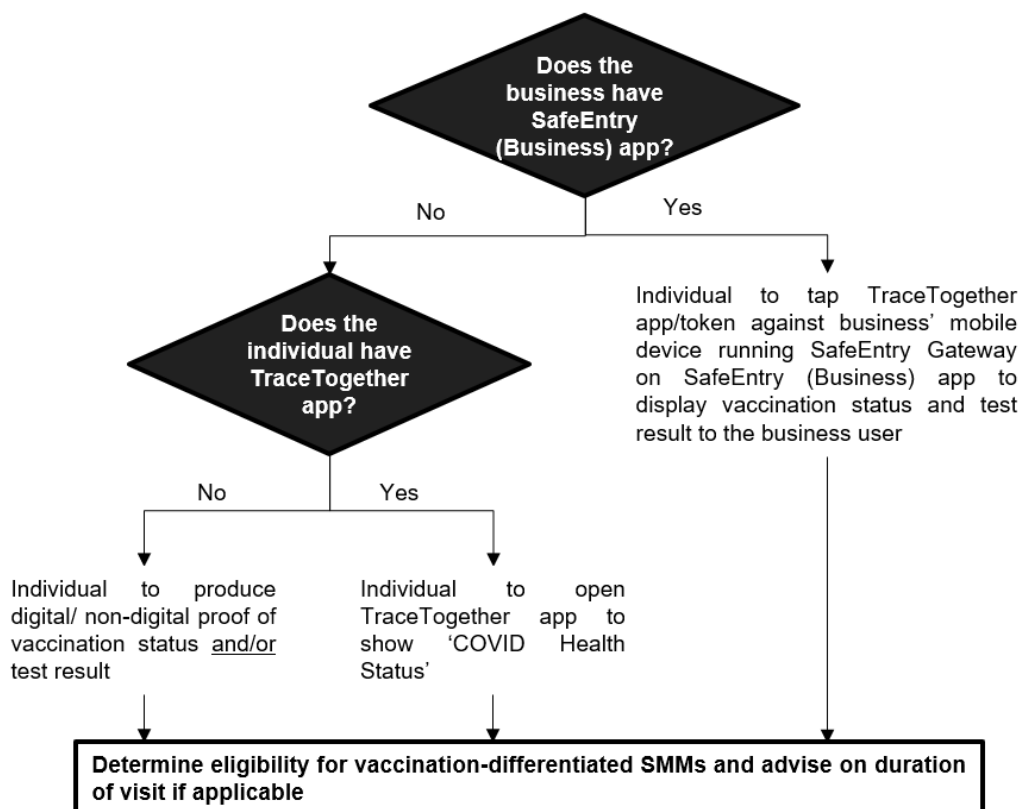 Does the
business have
SafeEntry
(Business) app?
No
Yes
Does the
individual have
TraceTogether
app?
Individual to tap TraceTogether
app/token against business’ mobile
device running SafeEntry Gateway
on SafeEntry (Business) app to
display vaccination status and test
result to the business user
No
Yes
Individual to produce
digital/ non-digital proof of
vaccination status and/or
test result
Individual to open
TraceTogether app to
show ‘COVID Health
Status’
Determine eligibility for vaccination-differentiated SMMs and advise on duration
of visit if applicable